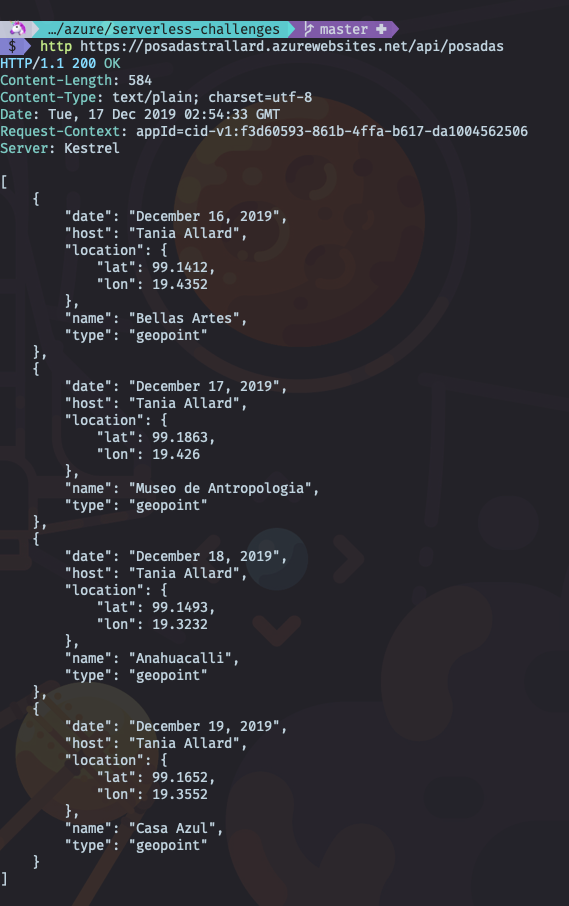 …/azure/serverless-challenges master ✚
$ http https://posadastrallard.azurewebsites.net/api/posadas
HTTP/1.1 200 OK
Content-Length: 584
Content-Type: text/plain; charset=utf-8
Date: Tue, 17 Dec 2019 02:54:33 GMT
Request-Context: appId=cid-v1:f3d60593-861b-4ffa-b617-da1004562506
Server: Kestrel

[
    {
        "date": "December 16, 2019",
        "host": "Tania Allard",
        "location": {
            "lat": 99.1412,
            "lon": 19.4352
        },
        "name": "Bellas Artes",
        "type": "geopoint"
    },
    {
        "date": "December 17, 2019",
        "host": "Tania Allard",
        "location": {
            "lat": 99.1863,
            "lon": 19.426
        },
        "name": "Museo de Antropologia",
        "type": "geopoint"
    },
    {
        "date": "December 18, 2019",
        "host": "Tania Allard",
        "location": {
            "lat": 99.1493,
            "lon": 19.3232
        },
        "name": "Anahuacalli",
        "type": "geopoint"
    },
    {
        "date": "December 19, 2019",
        "host": "Tania Allard",
        "location": {
            "lat": 99.1652,
            "lon": 19.3552
        },
        "name": "Casa Azul",
        "type": "geopoint"
    }
]